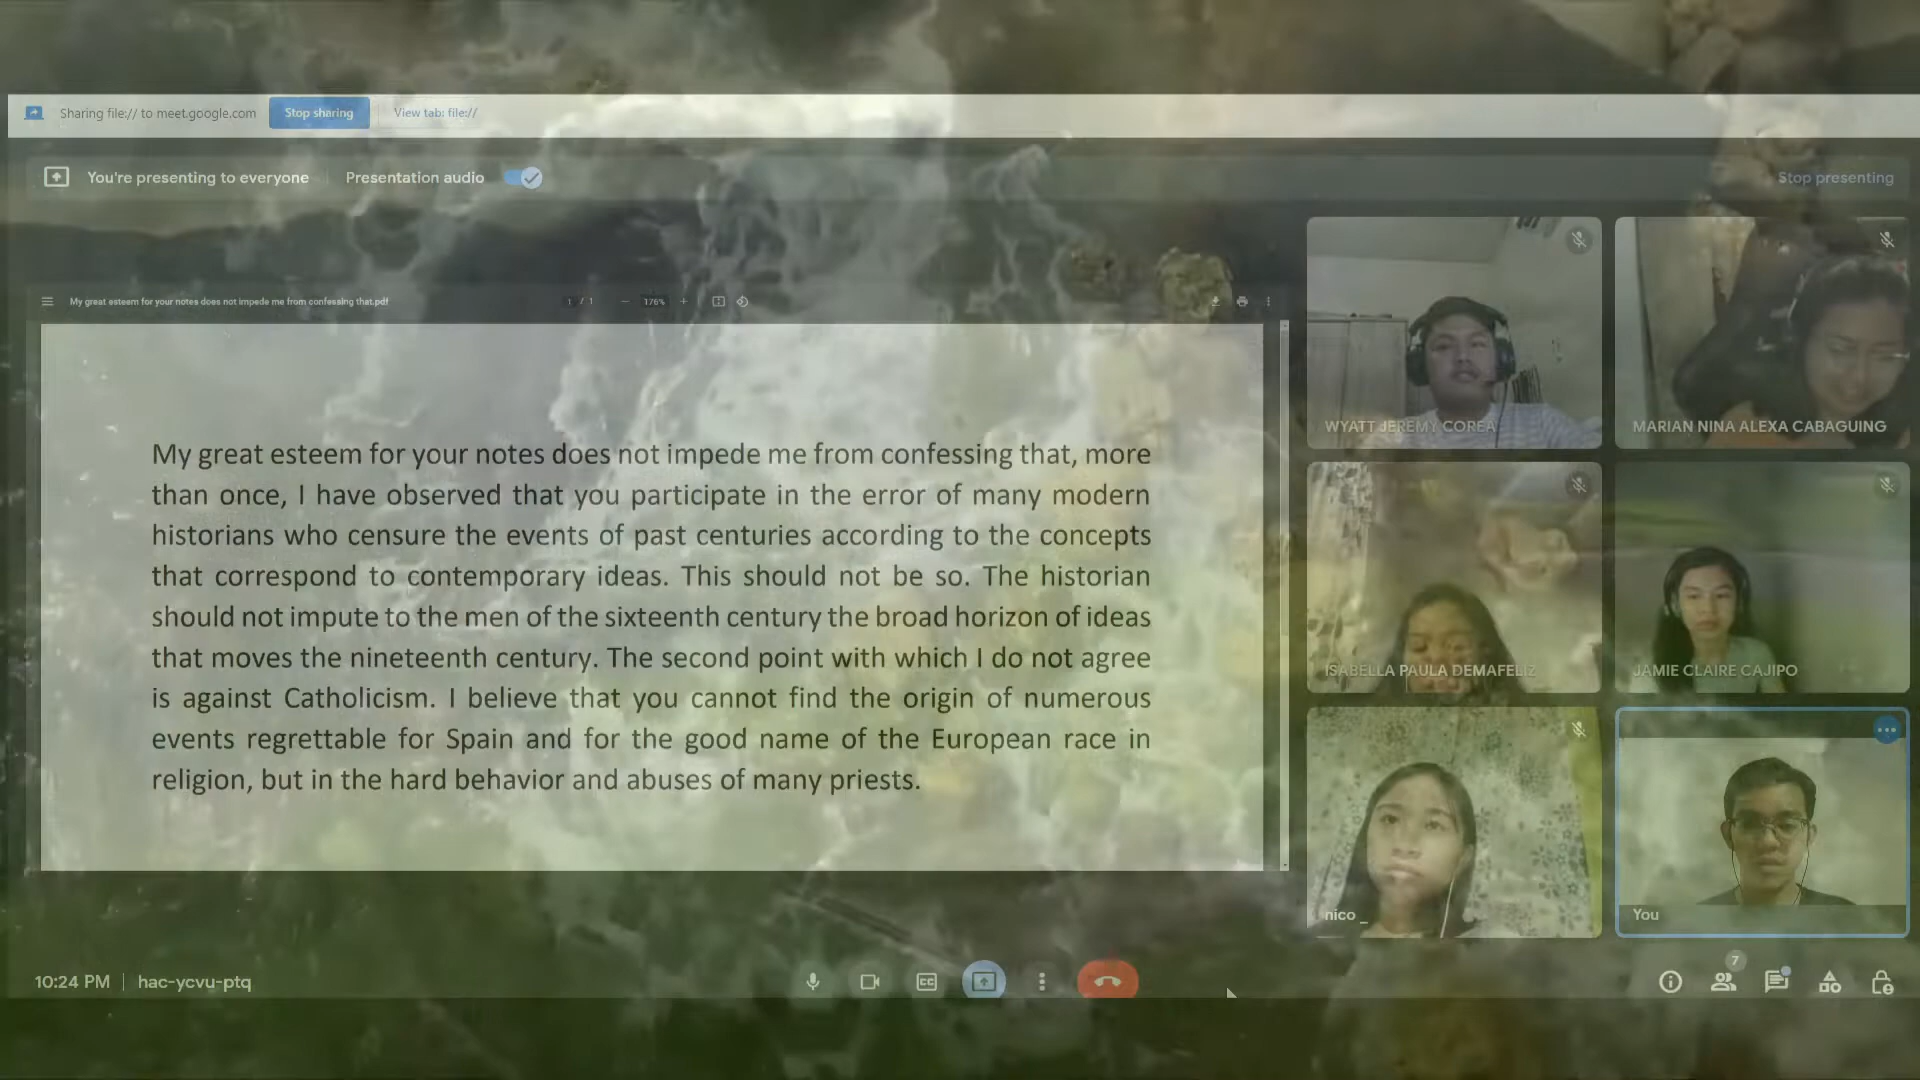 Sharing file:// to meet.google.com Stop sharing View tab: file://
You're presenting to everyone Presentation audio Stop presenting
My great esteem for your notes does not impede me from confessing that.pdf 1 / 1 176%
My great esteem for your notes does not impede me from confessing that, more
than once, I have observed that you participate in the error of many modern
historians who censure the events of past centuries according to the concepts
that correspond to contemporary ideas. This should not be so. The historian
should not impute to the men of the sixteenth century the broad horizon of ideas
that moves the nineteenth century. The second point with which I do not agree
is against Catholicism. I believe that you cannot find the origin of numerous
events regrettable for Spain and for the good name of the European race in
religion, but in the hard behavior and abuses of many priests.
WYATT JEREMY COREA
MARIAN NINA ALEXA CABAGUING
ISABELLA PAULA DEMAFELIZ
JAMIE CLAIRE CAJIPO
nico _
You
10:24 PM | hac-ycvu-ptq
CC
7